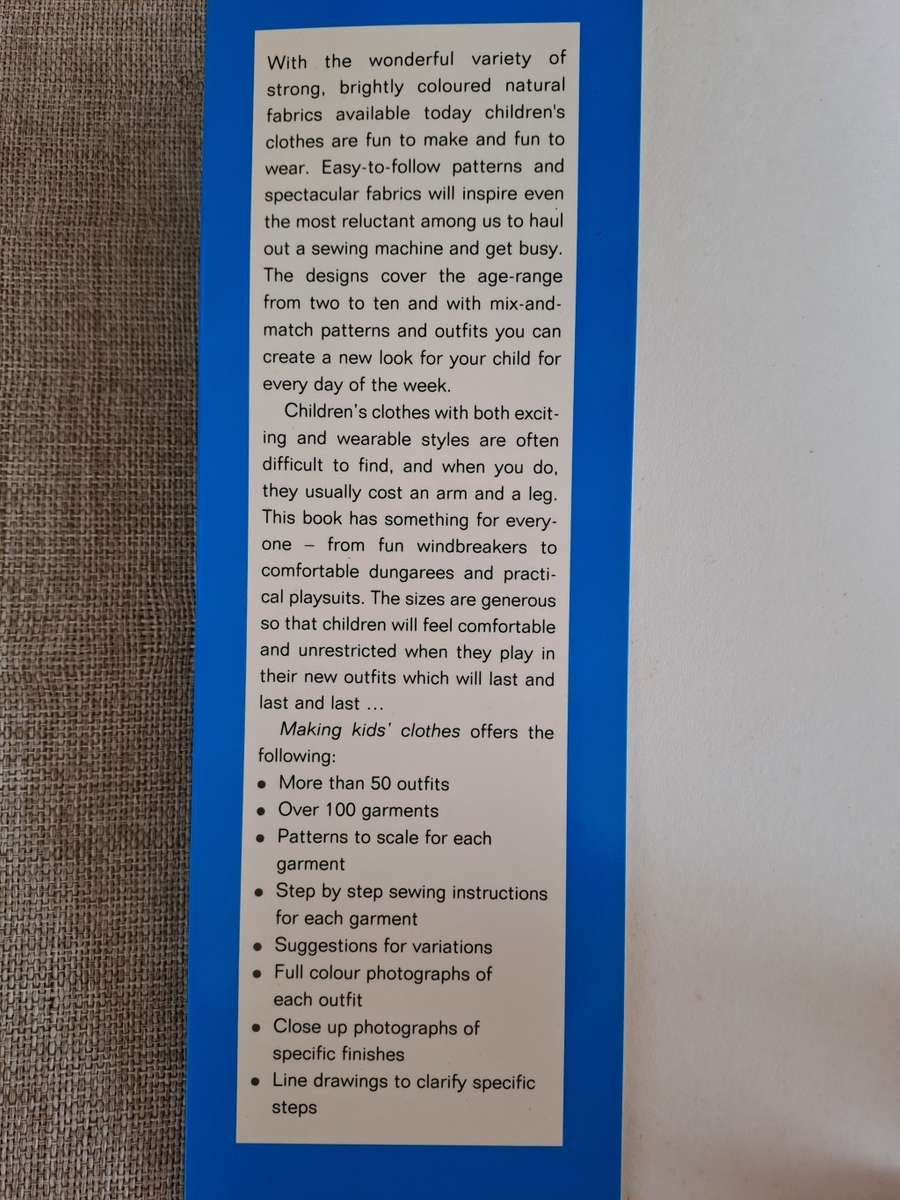 With the wonderful variety of
strong, brightly coloured natural
fabrics available today children's
clothes are fun to make and fun to
wear. Easy-to-follow patterns and
spectacular fabrics will inspire even
the most reluctant among us to haul
out a sewing machine and get busy.
The designs cover the age-range
from two to ten and with mix-and-
match patterns and outfits you can
create a new look for your child for
every day of the week.
Children's clothes with both excit-
ing and wearable styles are often
difficult to find, and when you do,
they usually cost an arm and a leg.
This book has something for every-
one – from fun windbreakers to
comfortable dungarees and practi-
cal playsuits. The sizes are generous
so that children will feel comfortable
and unrestricted when they play in
their new outfits which will last and
last and last ...
Making kids' clothes offers the
following:
• More than 50 outfits
• Over 100 garments
• Patterns to scale for each
garment
• Step by step sewing instructions
for each garment
• Suggestions for variations
• Full colour photographs of
each outfit
• Close up photographs of
specific finishes
• Line drawings to clarify specific
steps